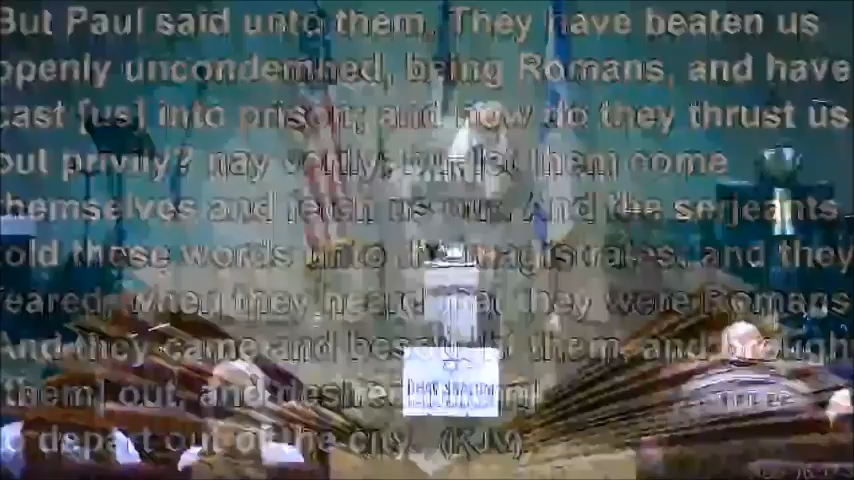 But Paul said unto them, They have beaten us
openly uncondemned, being Romans, and have
cast [us] into prison; and now do they thrust us
out privily? nay verily; but let them come
themselves and fetch us out. And the serjeants
told these words unto the magistrates: and they
feared, when they heard that they were Romans.
And they came and besought them, and brought
them] out, and desired
to depart out of the city. (KJV)